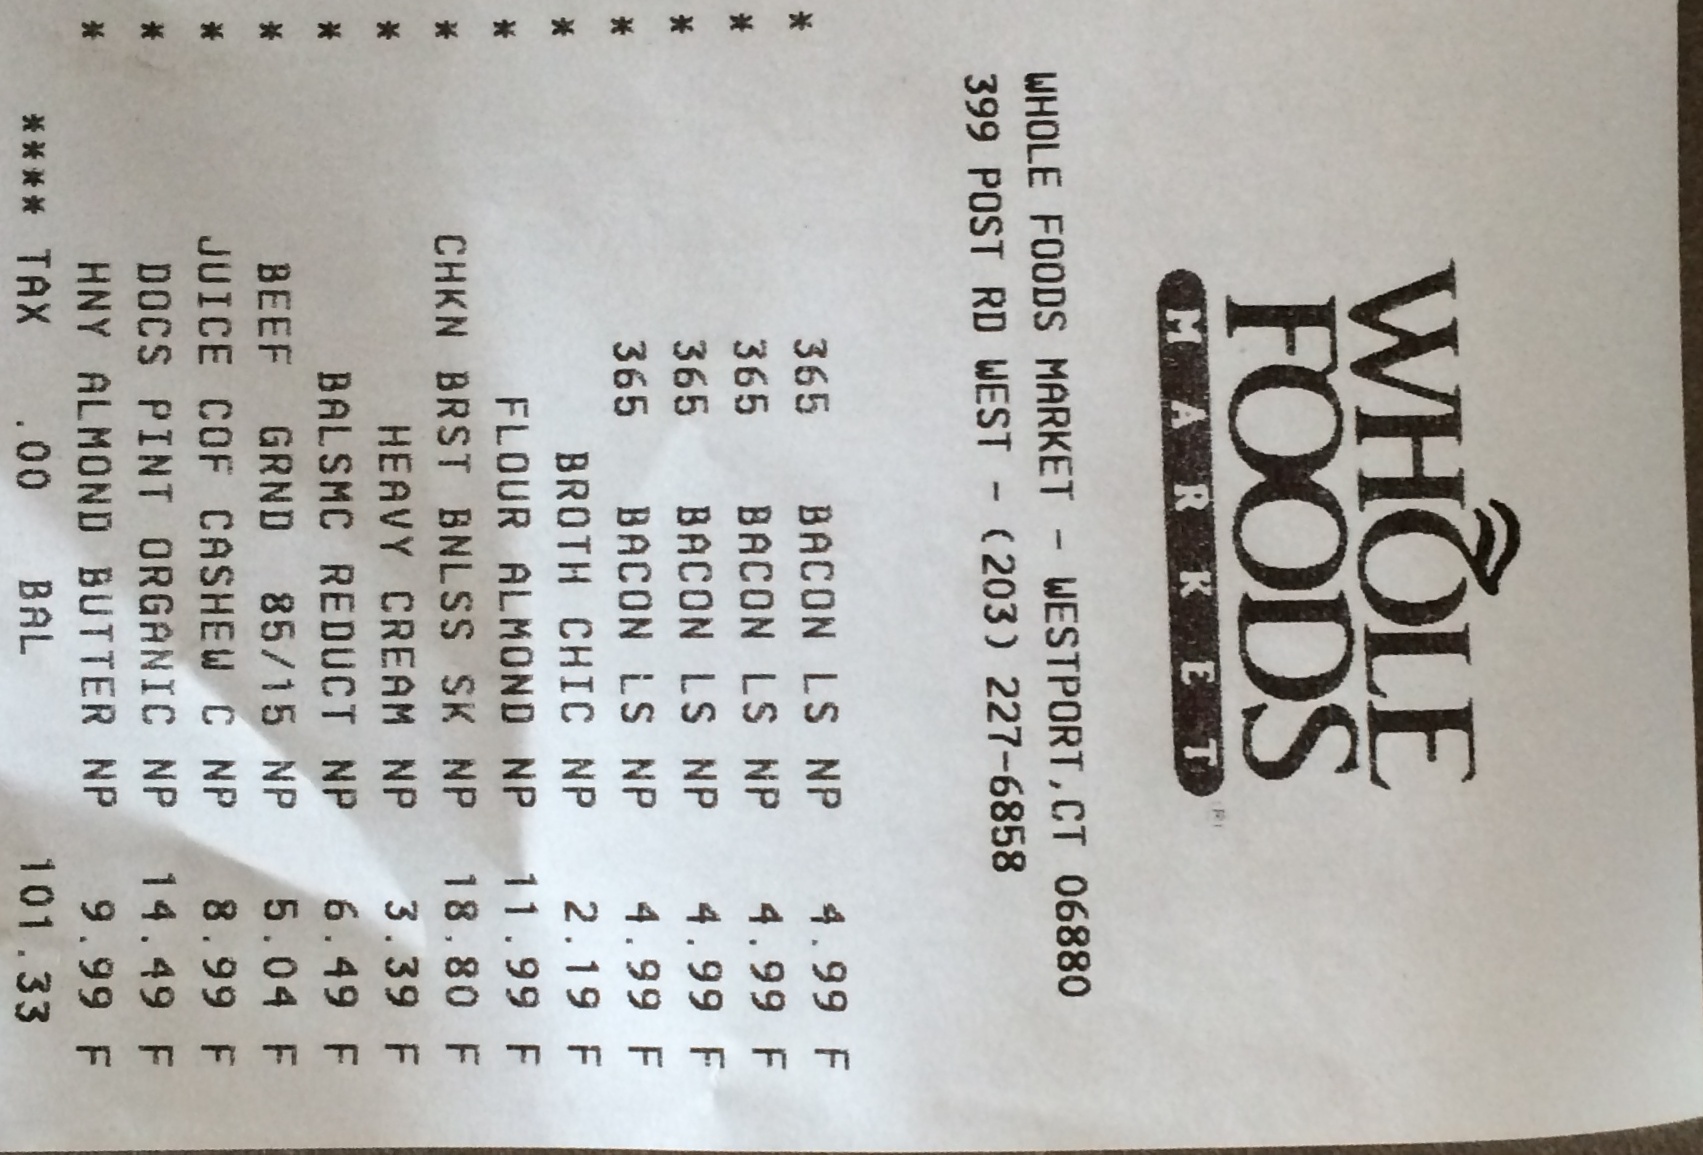 WHOLE
FOODS
MARKET
WHOLE FOODS MARKET - WESTPORT,CT 06880
399 POST RD WEST - (203) 227-6858
* 365 BACON LS NP 4.99 F
* 365 BACON LS NP 4.99 F
* 365 BACON LS NP 4.99 F
* 365 BACON LS NP 4.99 F
* BROTH CHIC NP 2.19 F
* FLOUR ALMOND NP 11.99 F
* CHKN BRST BNLSS SK NP 18.80 F
* HEAVY CREAM NP 3.39 F
* BALSMC REDUCT NP 6.49 F
* BEEF GRND 85/15 NP 5.04 F
* JUICE COF CASHEW C NP 8.99 F
* DOCS PINT ORGANIC NP 14.49 F
* HNY ALMOND BUTTER NP 9.99 F
**** TAX .00 BAL 101.33